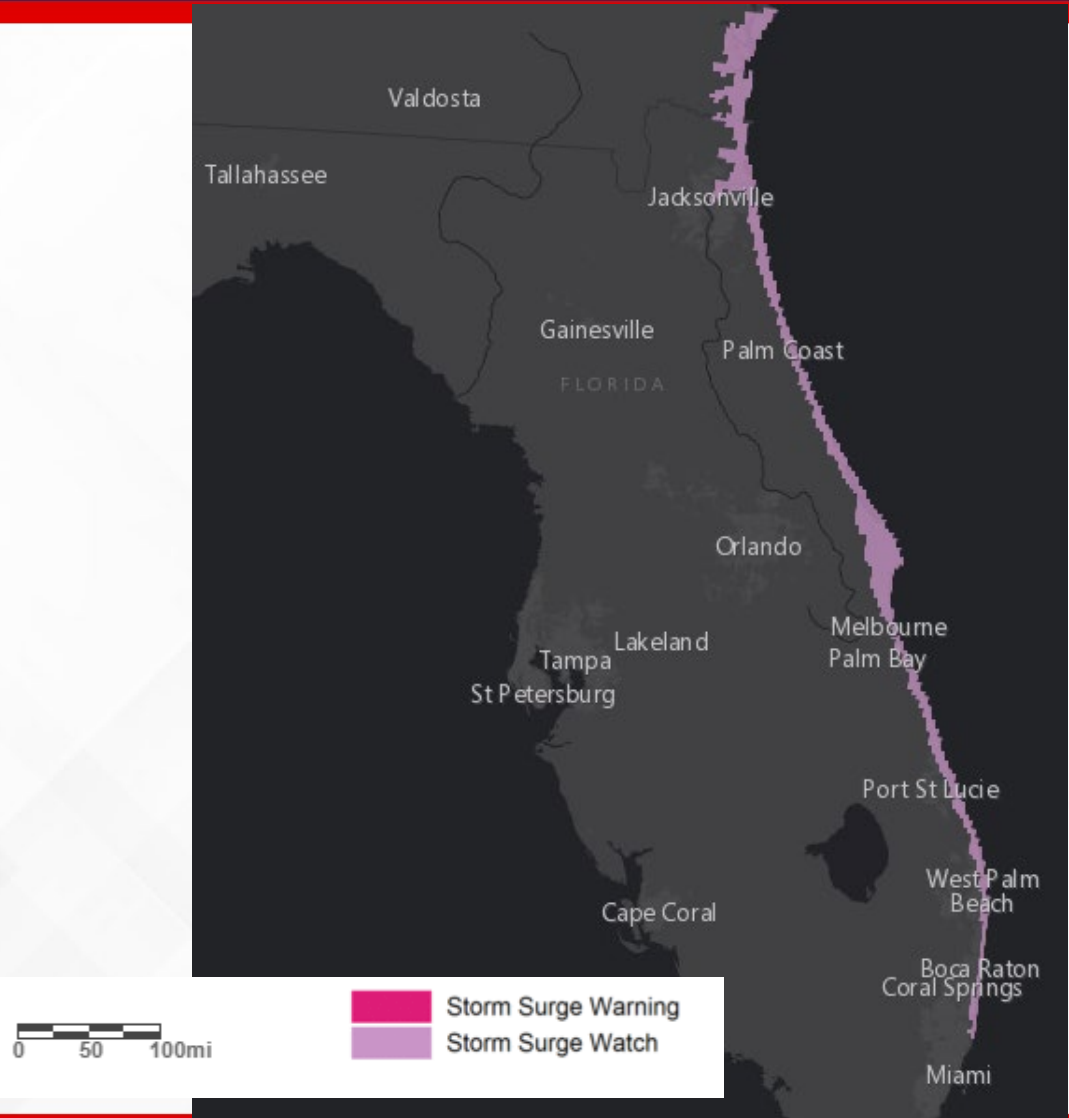 Valdosta
Tallahassee
Jacksonville
Gainesville
Palm Coast
FLORIDA
Orlando
Melbourne
Lakeland
Palm Bay
Tampa
St Petersburg
Port St Lucie
West Palm
Beach
Cape Coral
Boca Raton
Coral Springs
Miami
Storm Surge Warning
Storm Surge Watch
0 50 100mi